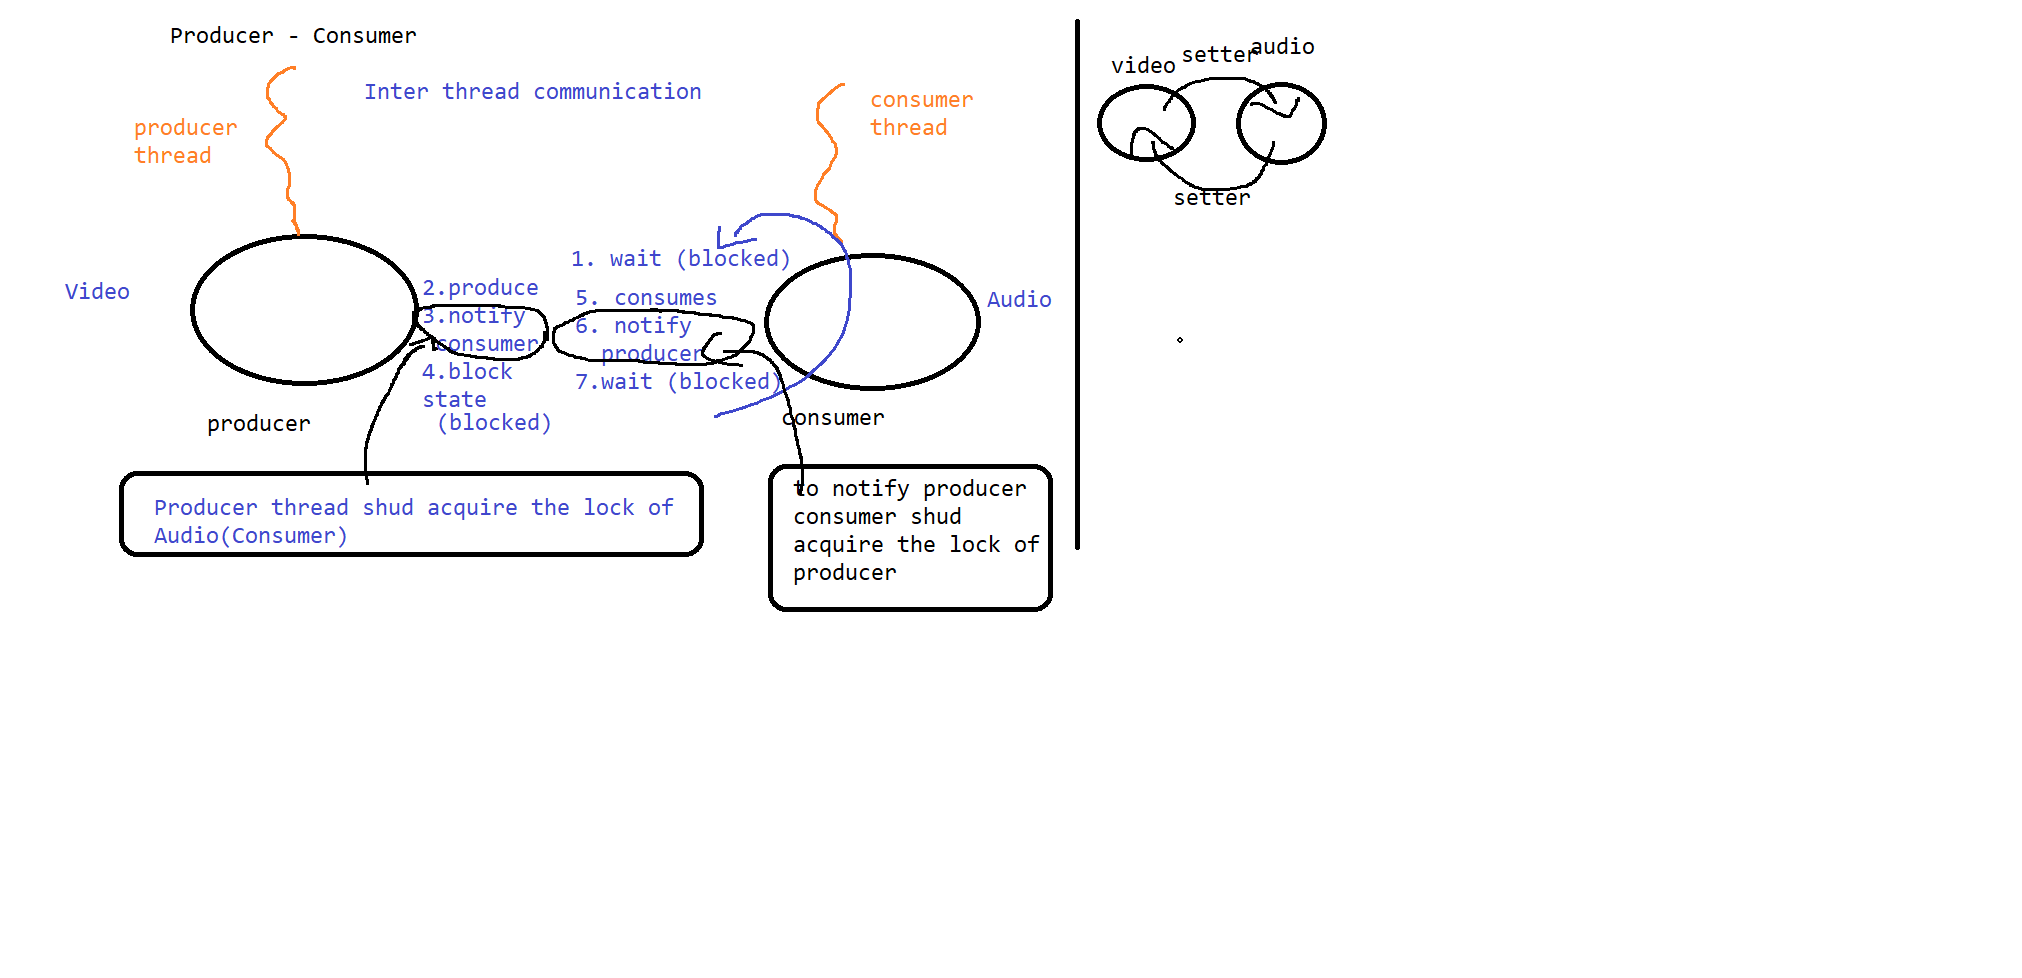 Producer - Consumer
Inter thread communication
producer
thread
consumer
thread
Video
2.produce
3.notify
consumer
4.block
state
(blocked)
1. wait (blocked)
5. consumes
6. notify
producer
7.wait (blocked)
Audio
producer
consumer
Producer thread shud acquire the lock of
Audio(Consumer)
to notify producer
consumer shud
acquire the lock of
producer
video
setter
audio
setter